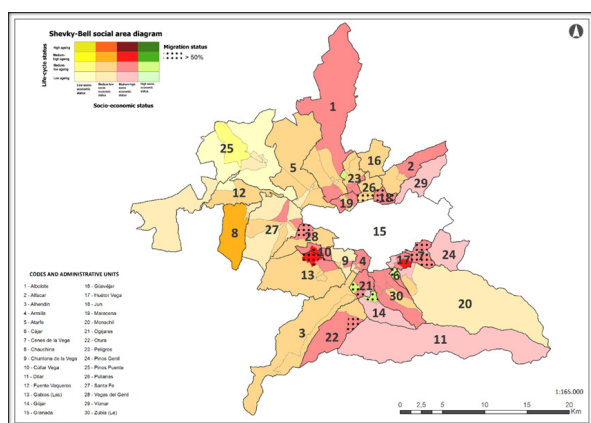 Shevky-Bell social area diagram
Life-cycle status
High ageing
Medium-high ageing
Medium-low ageing
Low ageing
Low socio-economic status
Medium-low socio-economic status
Medium-high socio-economic status
High socio-economic status
Socio-economic status
Migration status
> 50%
1
25
5
16
2
23
29
12
26
18
19
8
27
28
15
10
17
7
24
13
9
4
6
21
30
20
14
3
22
11
CODES AND ADMINISTRATIVE UNITS
1 - Albolote
2 - Alfacar
3 - Alhendín
4 - Armilla
5 - Atarfe
6 - Cájar
7 - Cenes de la Vega
8 - Chauchina
9 - Churriana de la Vega
10 - Cúllar Vega
11 - Dílar
12 - Fuente Vaqueros
13 - Gabias (Las)
14 - Gójar
15 - Granada
16 - Güevéjar
17 - Huétor Vega
18 - Jun
19 - Maracena
20 - Monachil
21 - Ogíjares
22 - Otura
23 - Peligros
24 - Pinos Genil
25 - Pinos Puente
26 - Pulianas
27 - Santa Fe
28 - Vegas del Genil
29 - Víznar
30 - Zubia (La)
1:165.000
0 2,5 5 10 15 20
Km